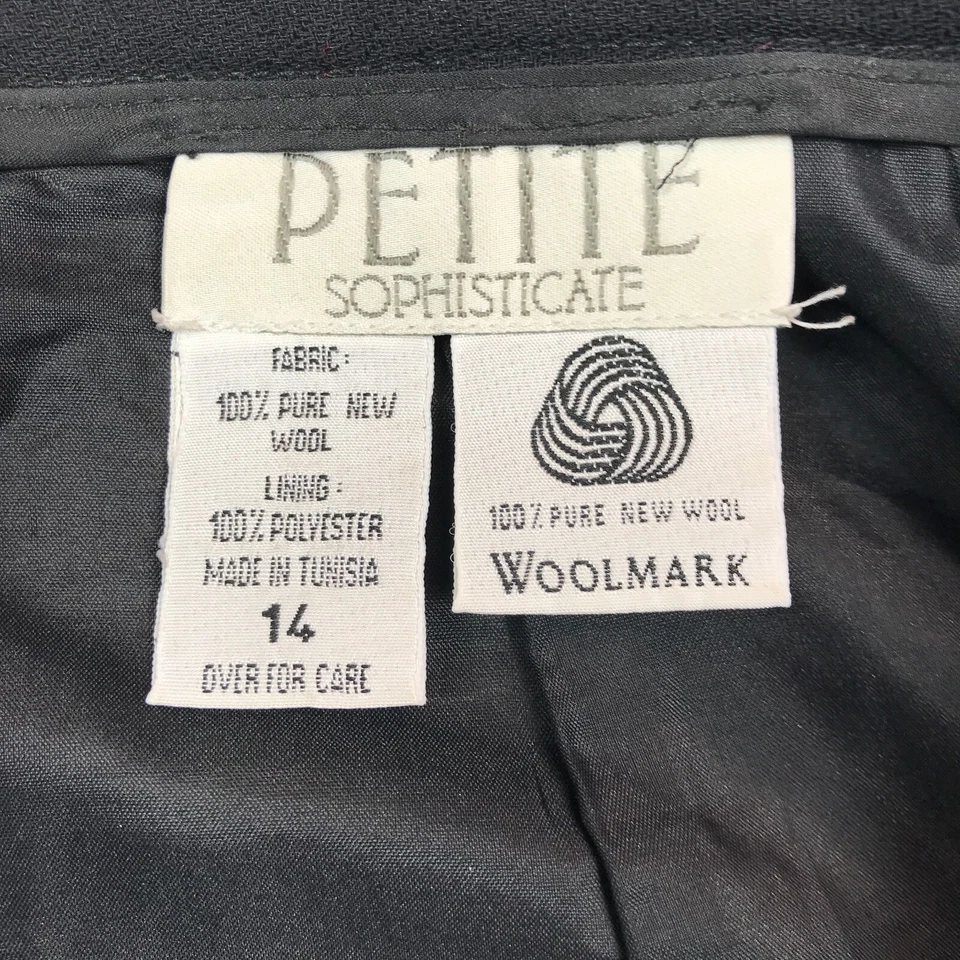 PETITE
SOPHISTICATE
FABRIC:
100% PURE NEW
WOOL
LINING:
100% POLYESTER
MADE IN TUNISIA
14
OVER FOR CARE
100% PURE NEW WOOL
WOOLMARK